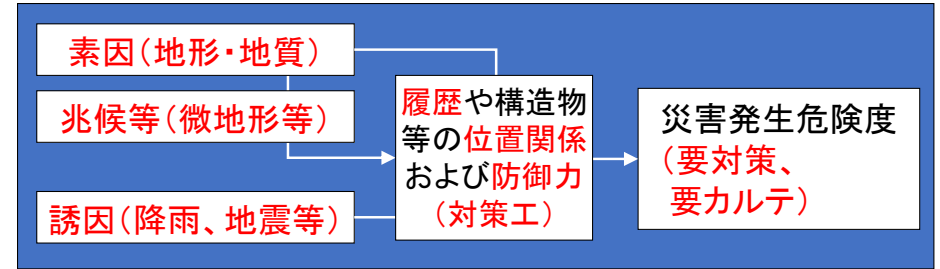 素因（地形・地質）
兆候等（微地形等）
誘因（降雨、地震等）
履歴や構造物
等の位置関係
および防御力
（対策工）
災害発生危険度
（要対策、
要カルテ）